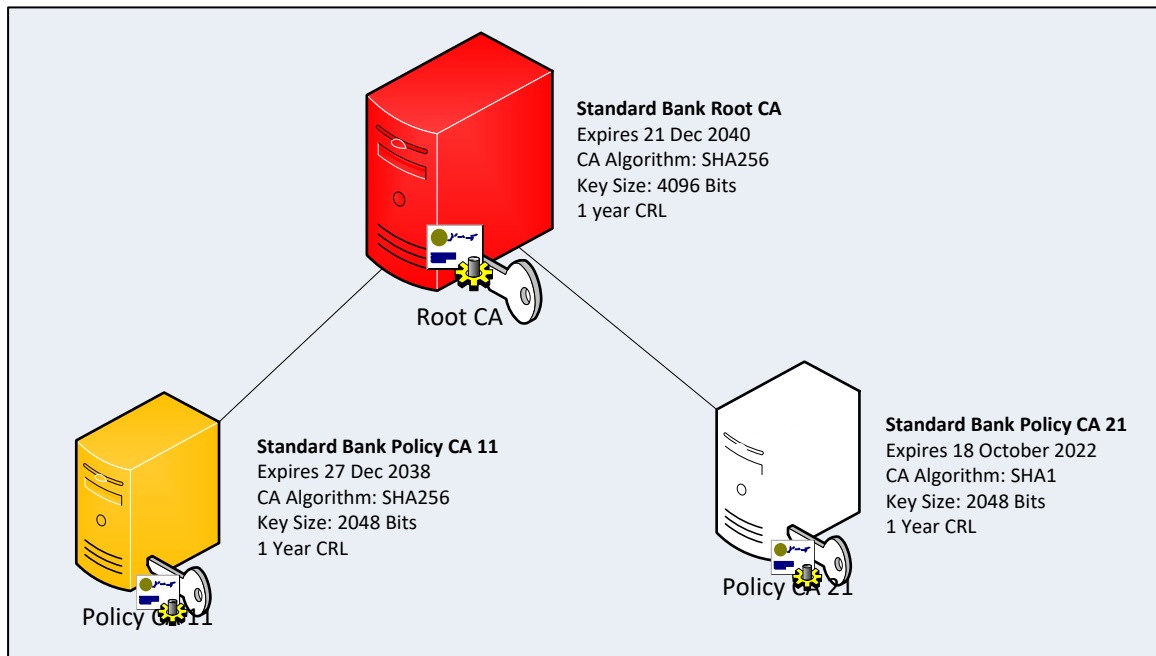 Standard Bank Root CA
Expires 21 Dec 2040
CA Algorithm: SHA256
Key Size: 4096 Bits
1 year CRL
Root CA
Standard Bank Policy CA 11
Expires 27 Dec 2038
CA Algorithm: SHA256
Key Size: 2048 Bits
1 Year CRL
Policy CA 11
Standard Bank Policy CA 21
Expires 18 October 2022
CA Algorithm: SHA1
Key Size: 2048 Bits
1 Year CRL
Policy CA 21